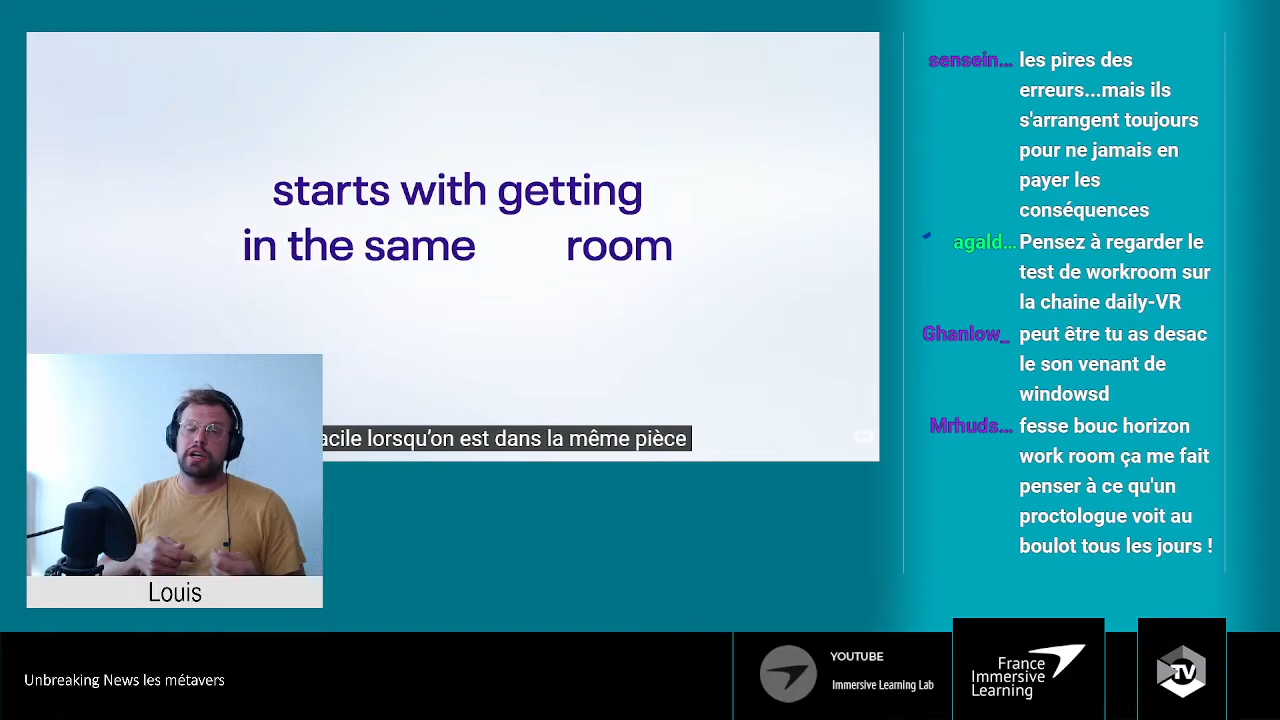 starts with getting
in the same room
acile lorsqu'on est dans la même pièce
Louis
sensein... les pires des
erreurs...mais ils
s'arrangent toujours
pour ne jamais en
payer les
conséquences
agald... Pensez à regarder le
test de workroom sur
la chaine daily-VR
Ghanlow_ peut être tu as desac
le son venant de
windowsd
Mrhuds... fesse bouc horizon
work room ça me fait
penser à ce qu'un
proctologue voit au
boulot tous les jours !
Unbreaking News les métavers
YOUTUBE
Immersive Learning Lab
France
Immersive
Learning
TV